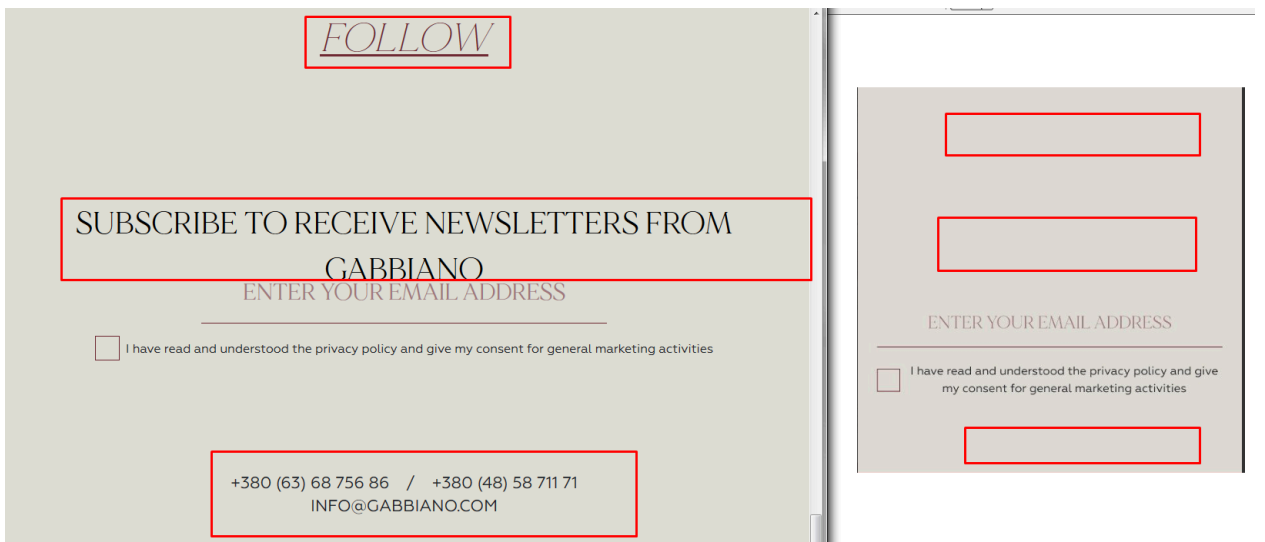 FOLLOW
SUBSCRIBE TO RECEIVE NEWSLETTERS FROM
GABBIANO
ENTER YOUR EMAIL ADDRESS
I have read and understood the privacy policy and give my consent for general marketing activities
+380 (63) 68 756 86 / +380 (48) 58 711 71
INFO@GABBIANO.COM
ENTER YOUR EMAIL ADDRESS
I have read and understood the privacy policy and give
my consent for general marketing activities